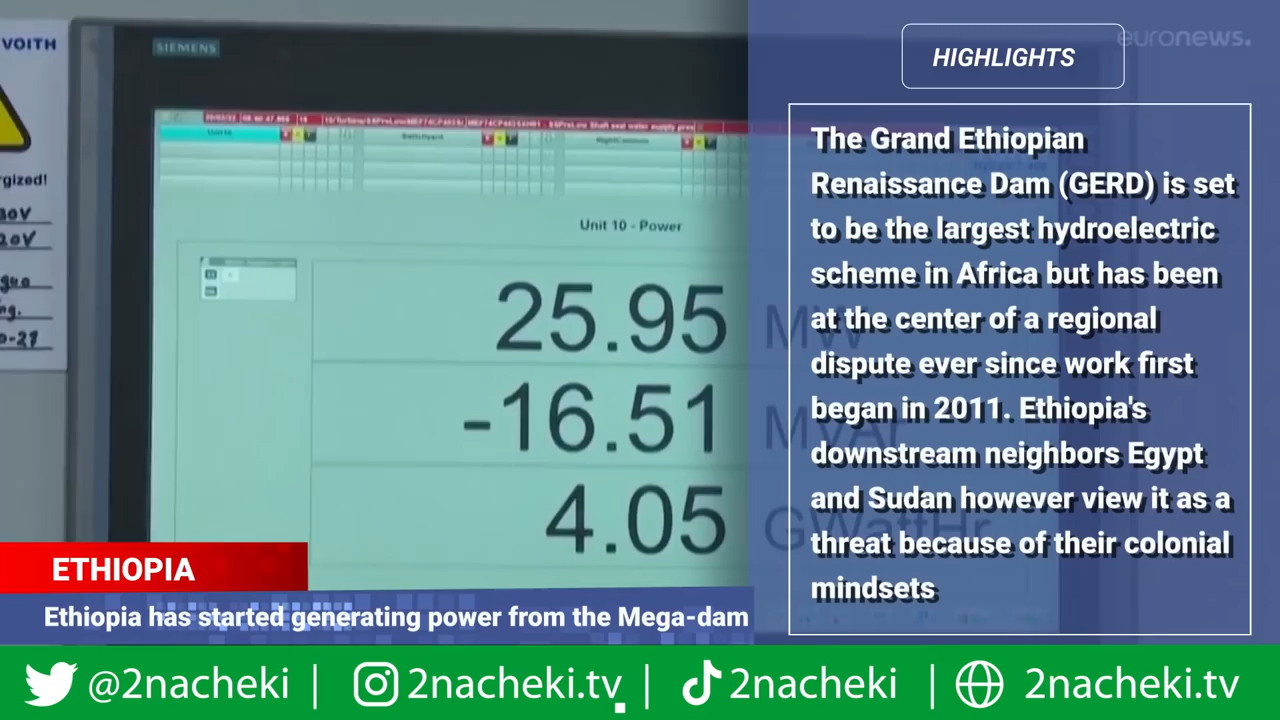 VOITH
SIEMENS
euronews.
HIGHLIGHTS
The Grand Ethiopian
Renaissance Dam (GERD) is set
to be the largest hydroelectric
scheme in Africa but has been
at the center of a regional
dispute ever since work first
began in 2011. Ethiopia's
downstream neighbors Egypt
and Sudan however view it as a
threat because of their colonial
mindsets
Unit 10 - Power
25.95 MW
-16.51 MVAr
4.05 GWattHr
ETHIOPIA
Ethiopia has started generating power from the Mega-dam
@2nacheki | 2nacheki.tv | 2nacheki | 2nacheki.tv